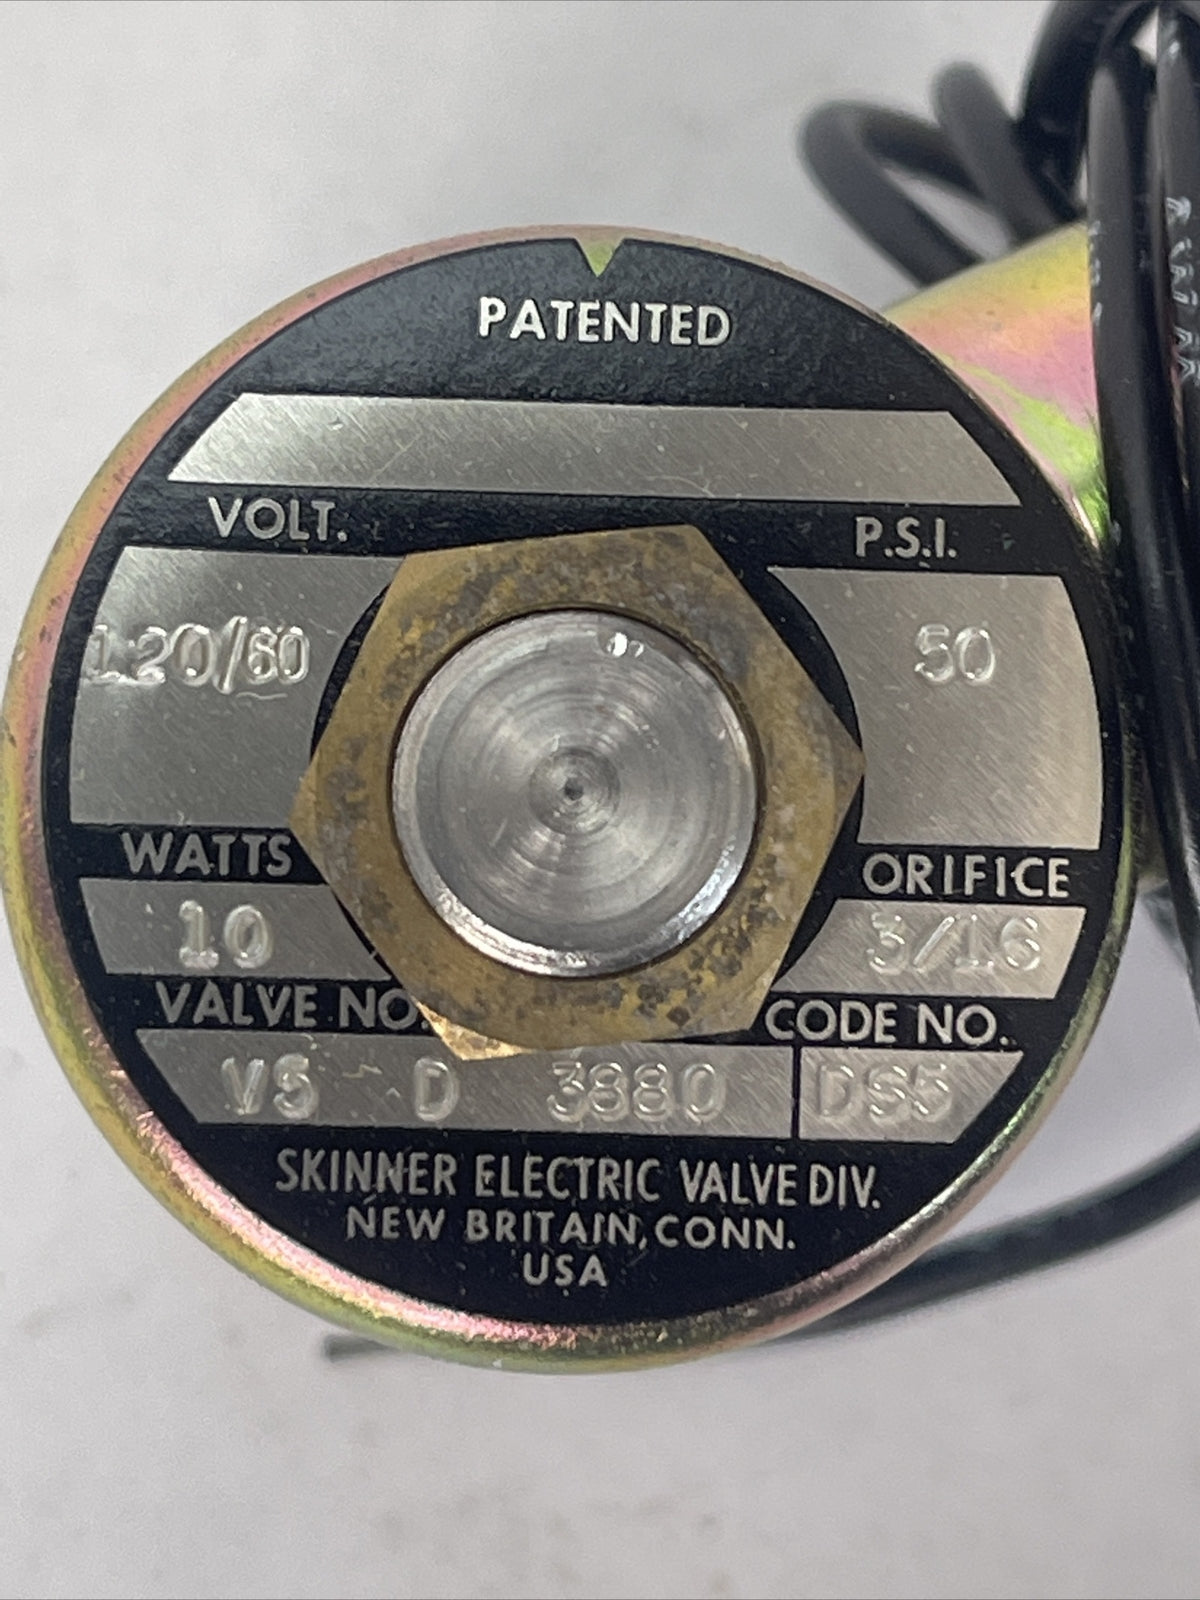 PATENTED
VOLT. P.S.I.
120/60 50
WATTS ORIFICE
10 3/16
VALVE NO. CODE NO.
VS D 3880 DS5
SKINNER ELECTRIC VALVE DIV.
NEW BRITAIN, CONN.
USA